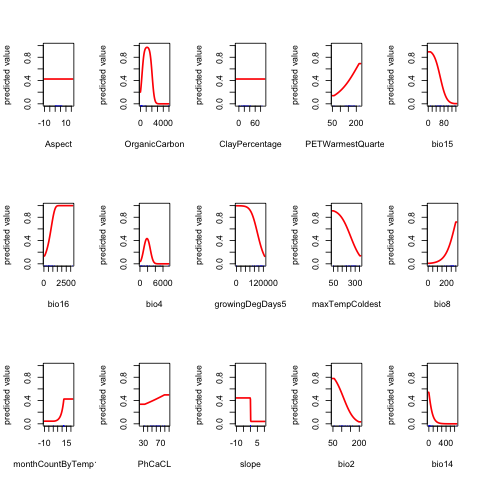 predicted value
0.0 0.4 0.8
-10 10
Aspect
predicted value
0.0 0.4 0.8
0 4000
OrganicCarbon
predicted value
0.0 0.4 0.8
0 60
ClayPercentage
predicted value
0.0 0.4 0.8
50 200
PETWarmestQuarte
predicted value
0.0 0.4 0.8
0 80
bio15
predicted value
0.0 0.4 0.8
0 2500
bio16
predicted value
0.0 0.4 0.8
0 6000
bio4
predicted value
0.0 0.4 0.8
0 120000
growingDegDays5
predicted value
0.0 0.4 0.8
50 300
maxTempColdest
predicted value
0.0 0.4 0.8
0 200
bio8
predicted value
0.0 0.4 0.8
-10 15
monthCountByTemp
predicted value
0.0 0.4 0.8
30 70
PhCaCL
predicted value
0.0 0.4 0.8
-10 5
slope
predicted value
0.0 0.4 0.8
50 200
bio2
predicted value
0.0 0.4 0.8
0 400
bio14